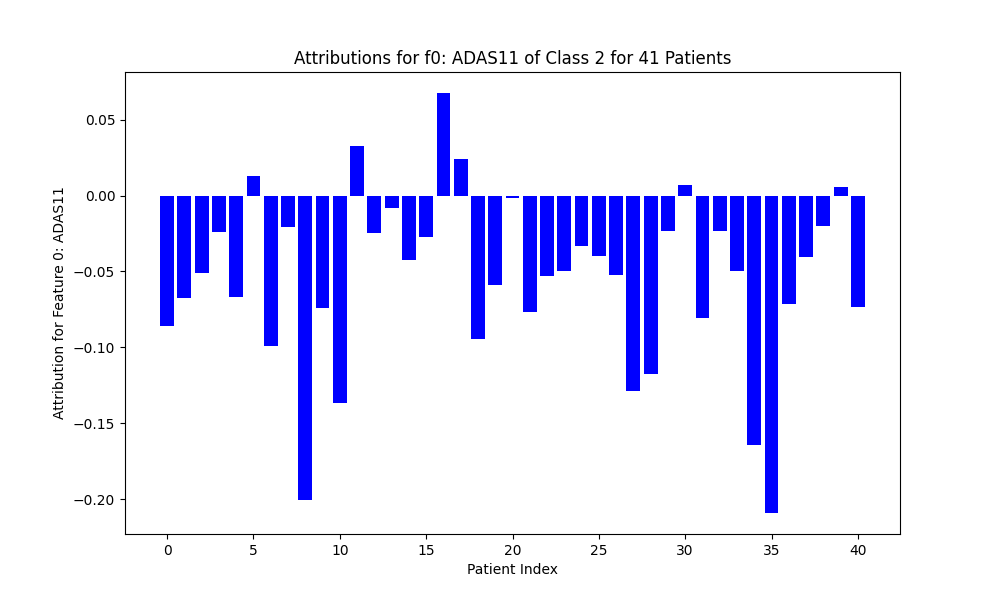 Attributions for f0: ADAS11 of Class 2 for 41 Patients
Attribution for Feature 0: ADAS11
0.05
0.00
−0.05
−0.10
−0.15
−0.20
0 5 10 15 20 25 30 35 40
Patient Index